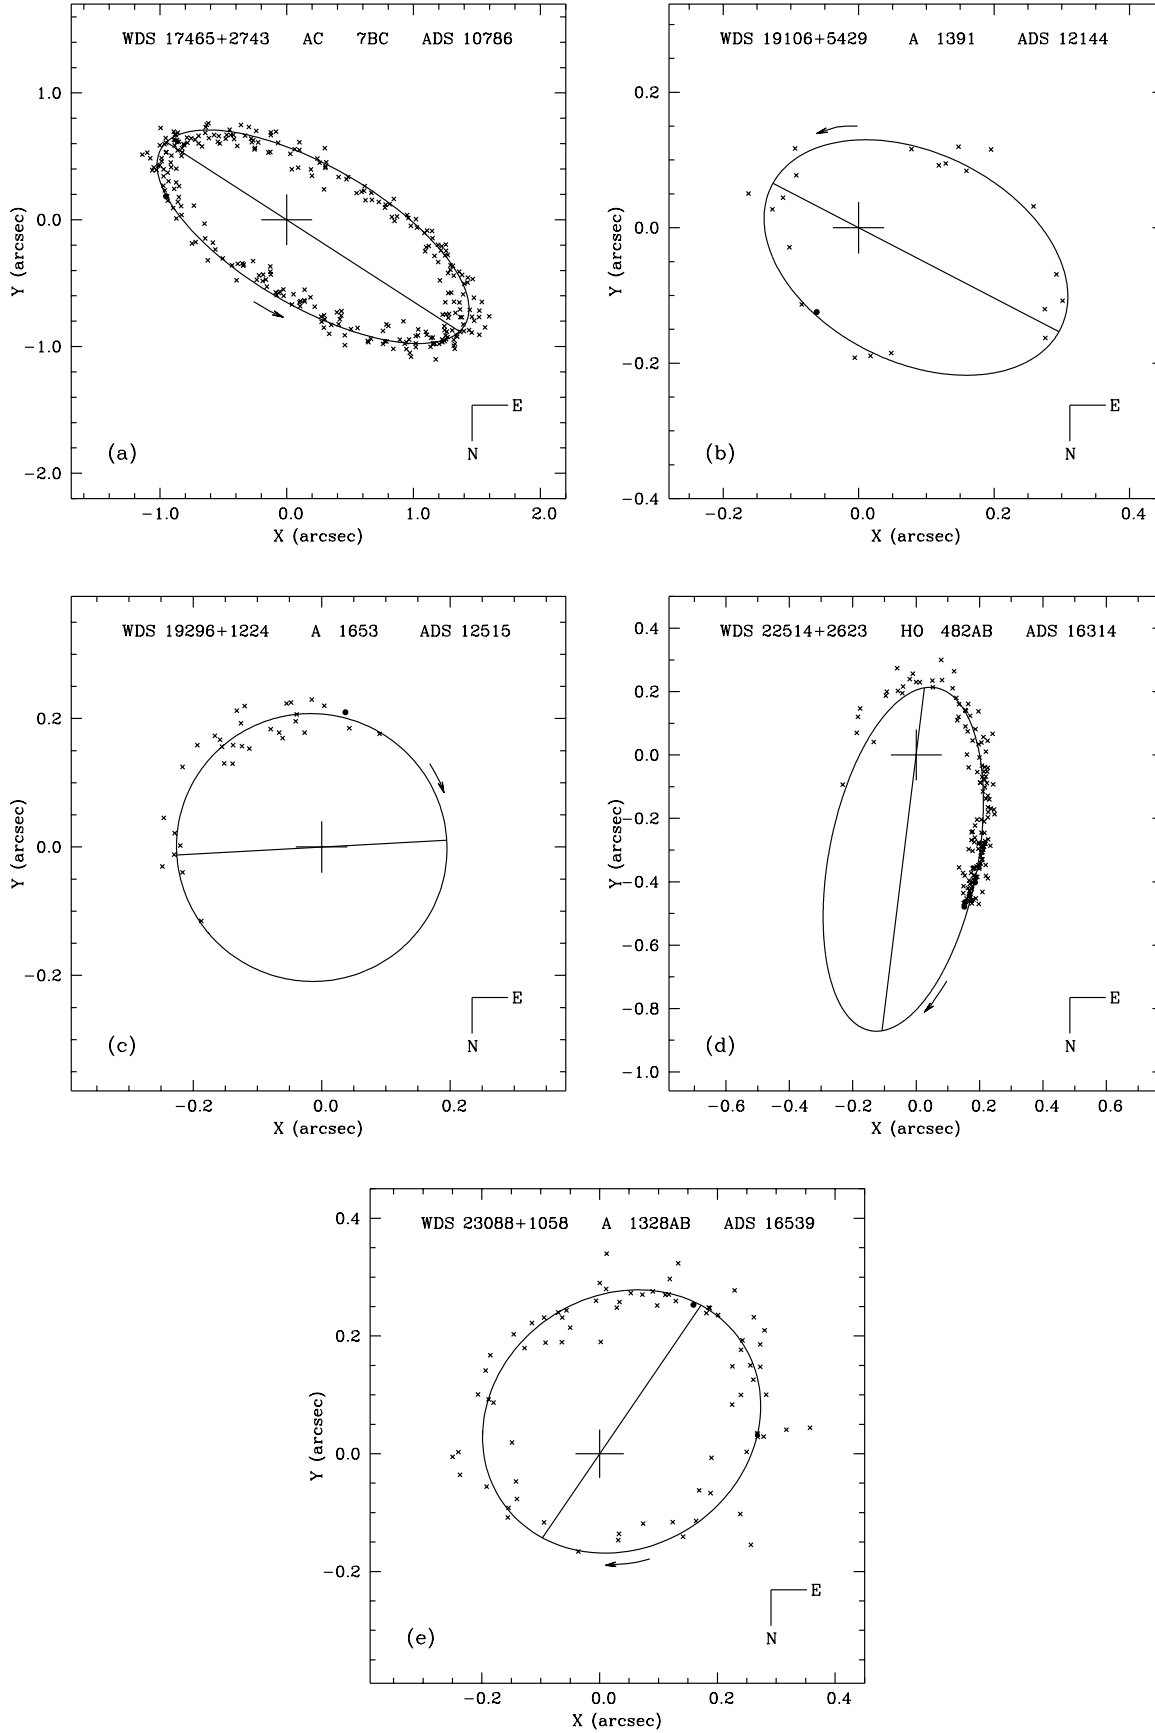 WDS 17465+2743 AC 7BC ADS 10786
1.0
0.0
−1.0
−2.0
Y (arcsec)
E
N
(a)
−1.0 0.0 1.0 2.0
X (arcsec)
WDS 19106+5429 A 1391 ADS 12144
0.2
0.0
−0.2
−0.4
Y (arcsec)
E
N
(b)
−0.2 0.0 0.2 0.4
X (arcsec)
WDS 19296+1224 A 1653 ADS 12515
0.2
0.0
−0.2
Y (arcsec)
E
N
(c)
−0.2 0.0 0.2
X (arcsec)
WDS 22514+2623 HO 482AB ADS 16314
0.4
0.2
0.0
−0.2
−0.4
−0.6
−0.8
−1.0
Y (arcsec)
E
N
(d)
−0.6 −0.4 −0.2 0.0 0.2 0.4 0.6
X (arcsec)
WDS 23088+1058 A 1328AB ADS 16539
0.4
0.2
0.0
−0.2
Y (arcsec)
E
N
(e)
−0.2 0.0 0.2 0.4
X (arcsec)